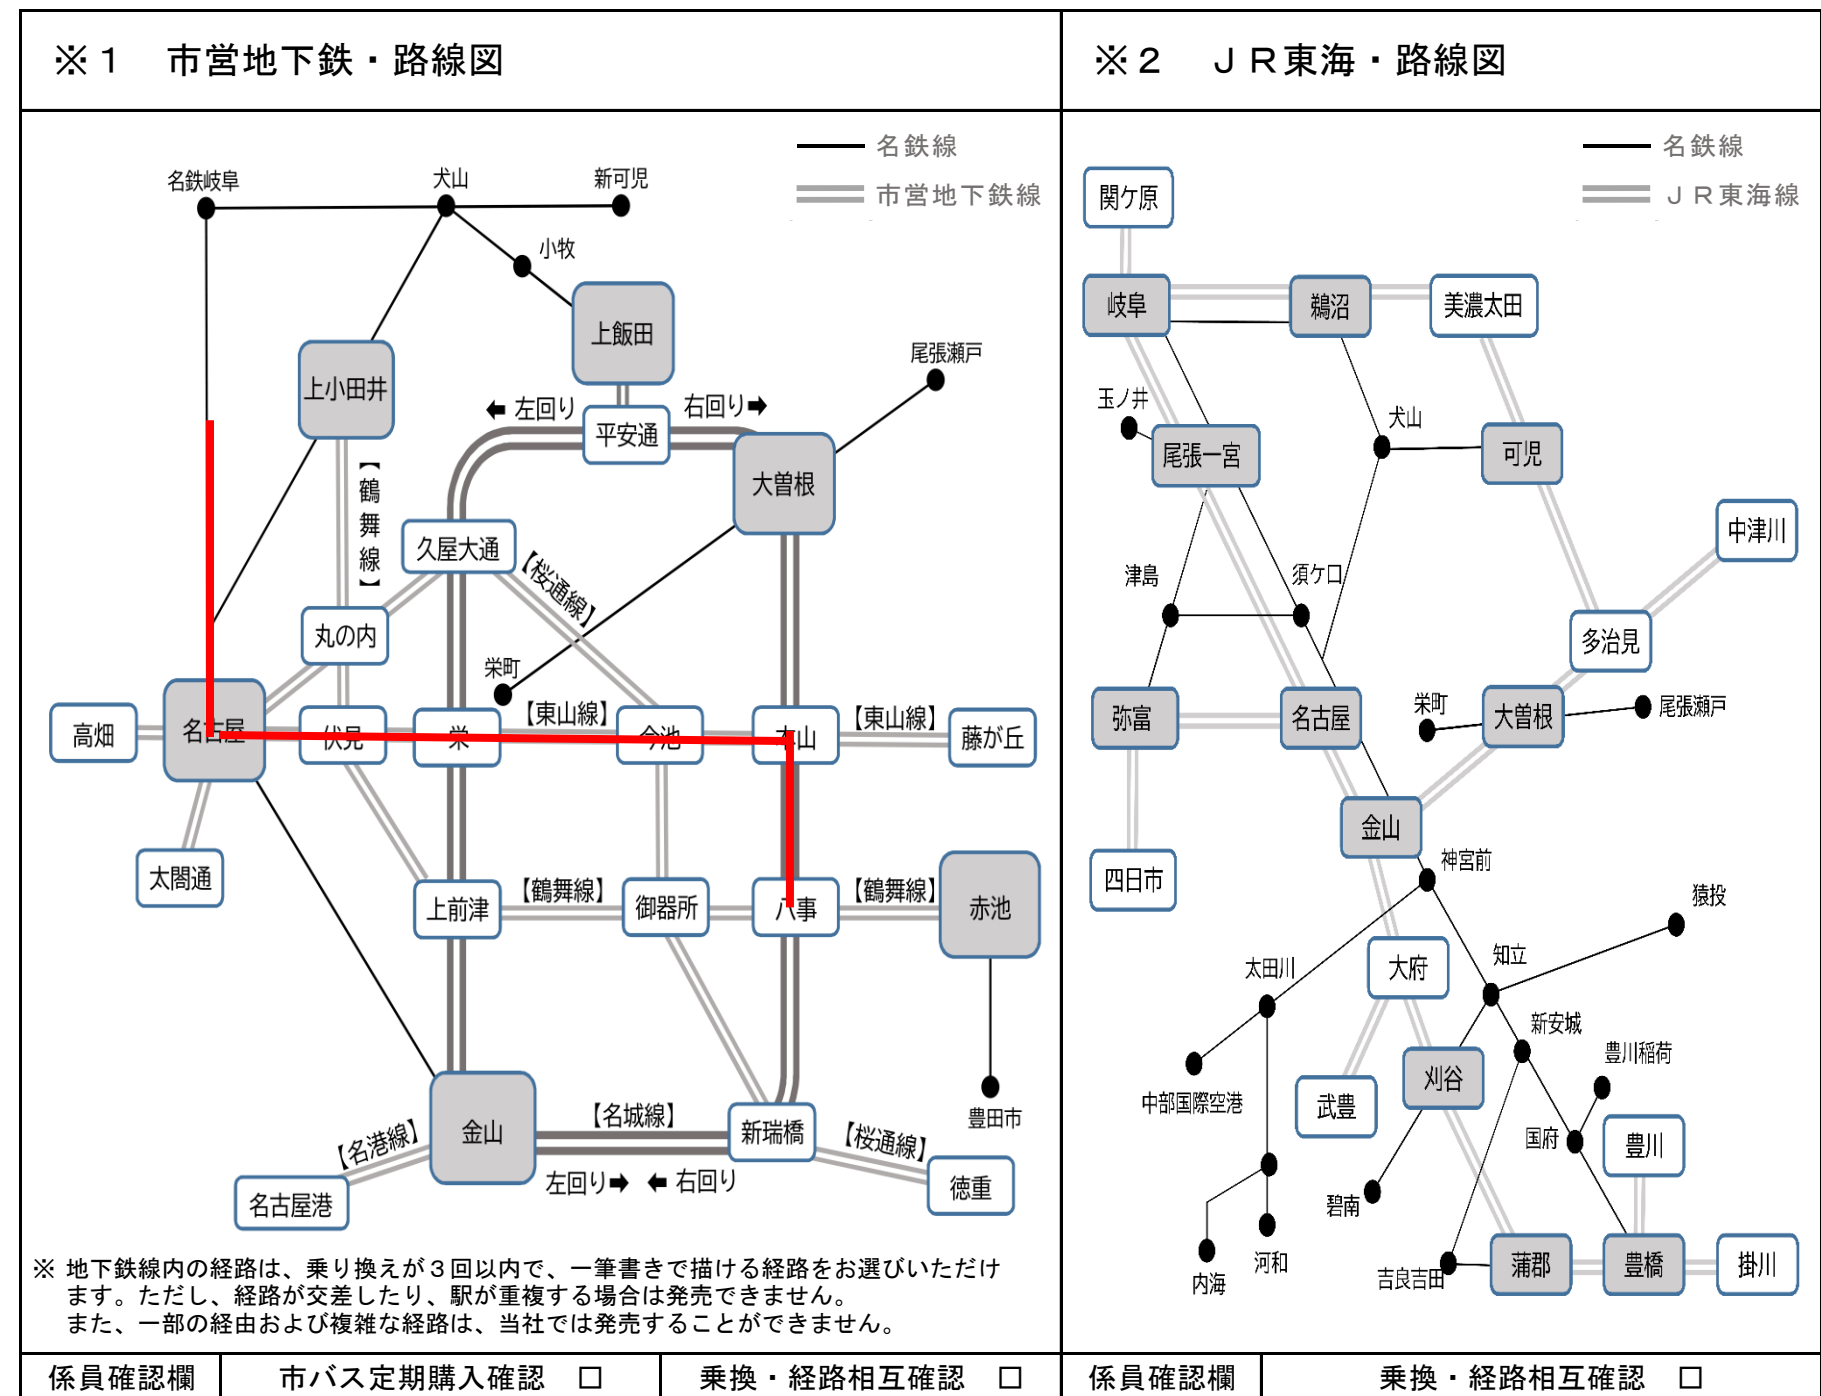 ※１　市営地下鉄・路線図
名鉄線
市営地下鉄線
名鉄岐阜
犬山
新可児
小牧
上飯田
尾張瀬戸
上小田井
← 左回り
右回り→
平安通
大曽根
【鶴舞線】
久屋大通
【桜通線】
丸の内
栄町
高畑
名古屋
伏見
栄
【東山線】
今池
本山
【東山線】
藤が丘
太閤通
上前津
【鶴舞線】
御器所
八事
【鶴舞線】
赤池
豊田市
金山
【名城線】
新瑞橋
【名港線】
【桜通線】
左回り→ ← 右回り
名古屋港
徳重
※ 地下鉄線内の経路は、乗り換えが３回以内で、一筆書きで描ける経路をお選びいただけ
ます。ただし、経路が交差したり、駅が重複する場合は発売できません。
また、一部の経由および複雑な経路は、当社では発売することができません。
係員確認欄
市バス定期購入確認 □
乗換・経路相互確認 □
※２　ＪＲ東海・路線図
名鉄線
ＪＲ東海線
関ケ原
岐阜
鵜沼
美濃太田
玉ノ井
犬山
尾張一宮
可児
中津川
津島
須ケ口
多治見
弥富
名古屋
栄町
大曽根
尾張瀬戸
金山
神宮前
四日市
猿投
知立
太田川
大府
新安城
豊川稲荷
刈谷
中部国際空港
武豊
国府
豊川
碧南
河和
内海
吉良吉田
蒲郡
豊橋
掛川
係員確認欄
乗換・経路相互確認 □